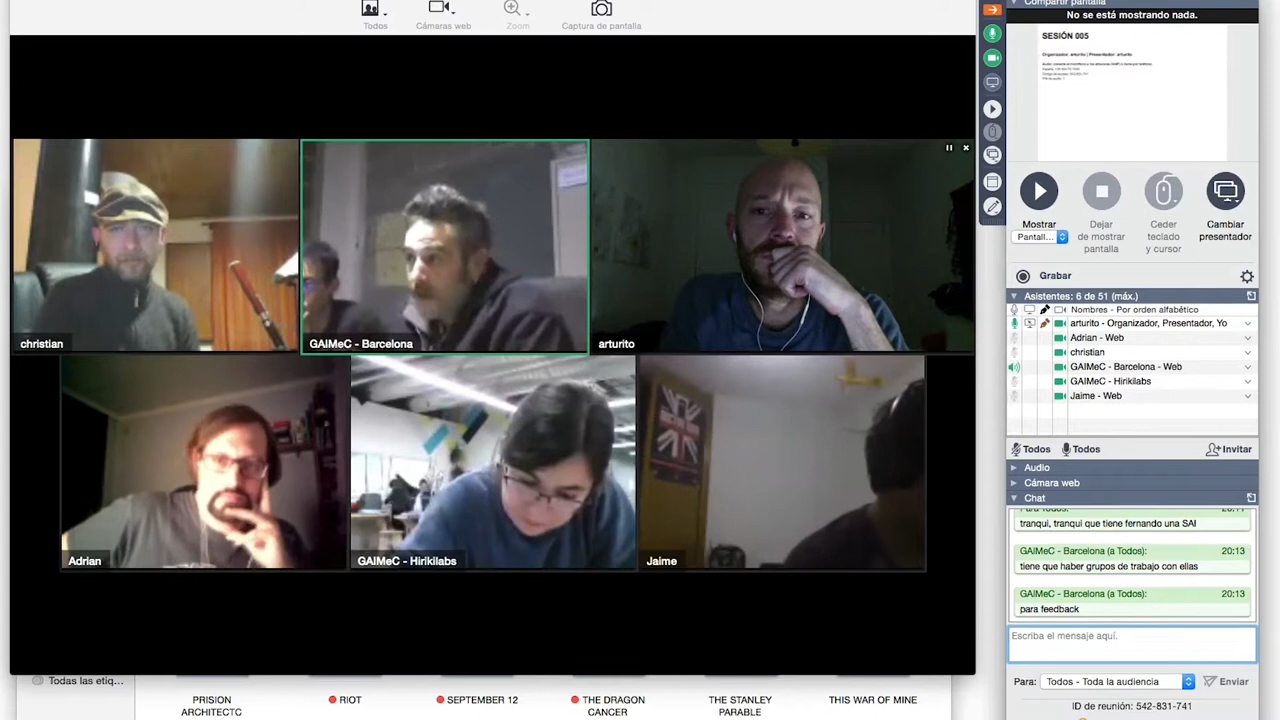 Todos
Cámaras web
Zoom
Captura de pantalla
christian
GAIMeC - Barcelona
arturito
Adrian
GAIMeC - Hirikilabs
Jaime
Todas las etiq...
PRISION
ARCHITECTC
RIOT
SEPTEMBER 12
THE DRAGON
CANCER
THE STANLEY
PARABLE
THIS WAR OF MINE
Compartir pantalla
No se está mostrando nada.
SESIÓN 005
Organizador: arturito | Presentador: arturito
Mostrar
Pantall...
Dejar
de mostrar
pantalla
Ceder
teclado
y cursor
Cambiar
presentador
Grabar
Asistentes: 6 de 51 (máx.)
Nombres - Por orden alfabético
arturito - Organizador, Presentador, Yo
Adrian - Web
christian
GAIMeC - Barcelona - Web
GAIMeC - Hirikilabs
Jaime - Web
Todos
Todos
Invitar
Audio
Cámara web
Chat
tranqui, tranqui que tiene fernando una SAI
GAIMeC - Barcelona (a Todos): 20:13
tiene que haber grupos de trabajo con ellas
GAIMeC - Barcelona (a Todos): 20:13
para feedback
Escriba el mensaje aquí.
Para: Todos - Toda la audiencia Enviar
ID de reunión: 542-831-741